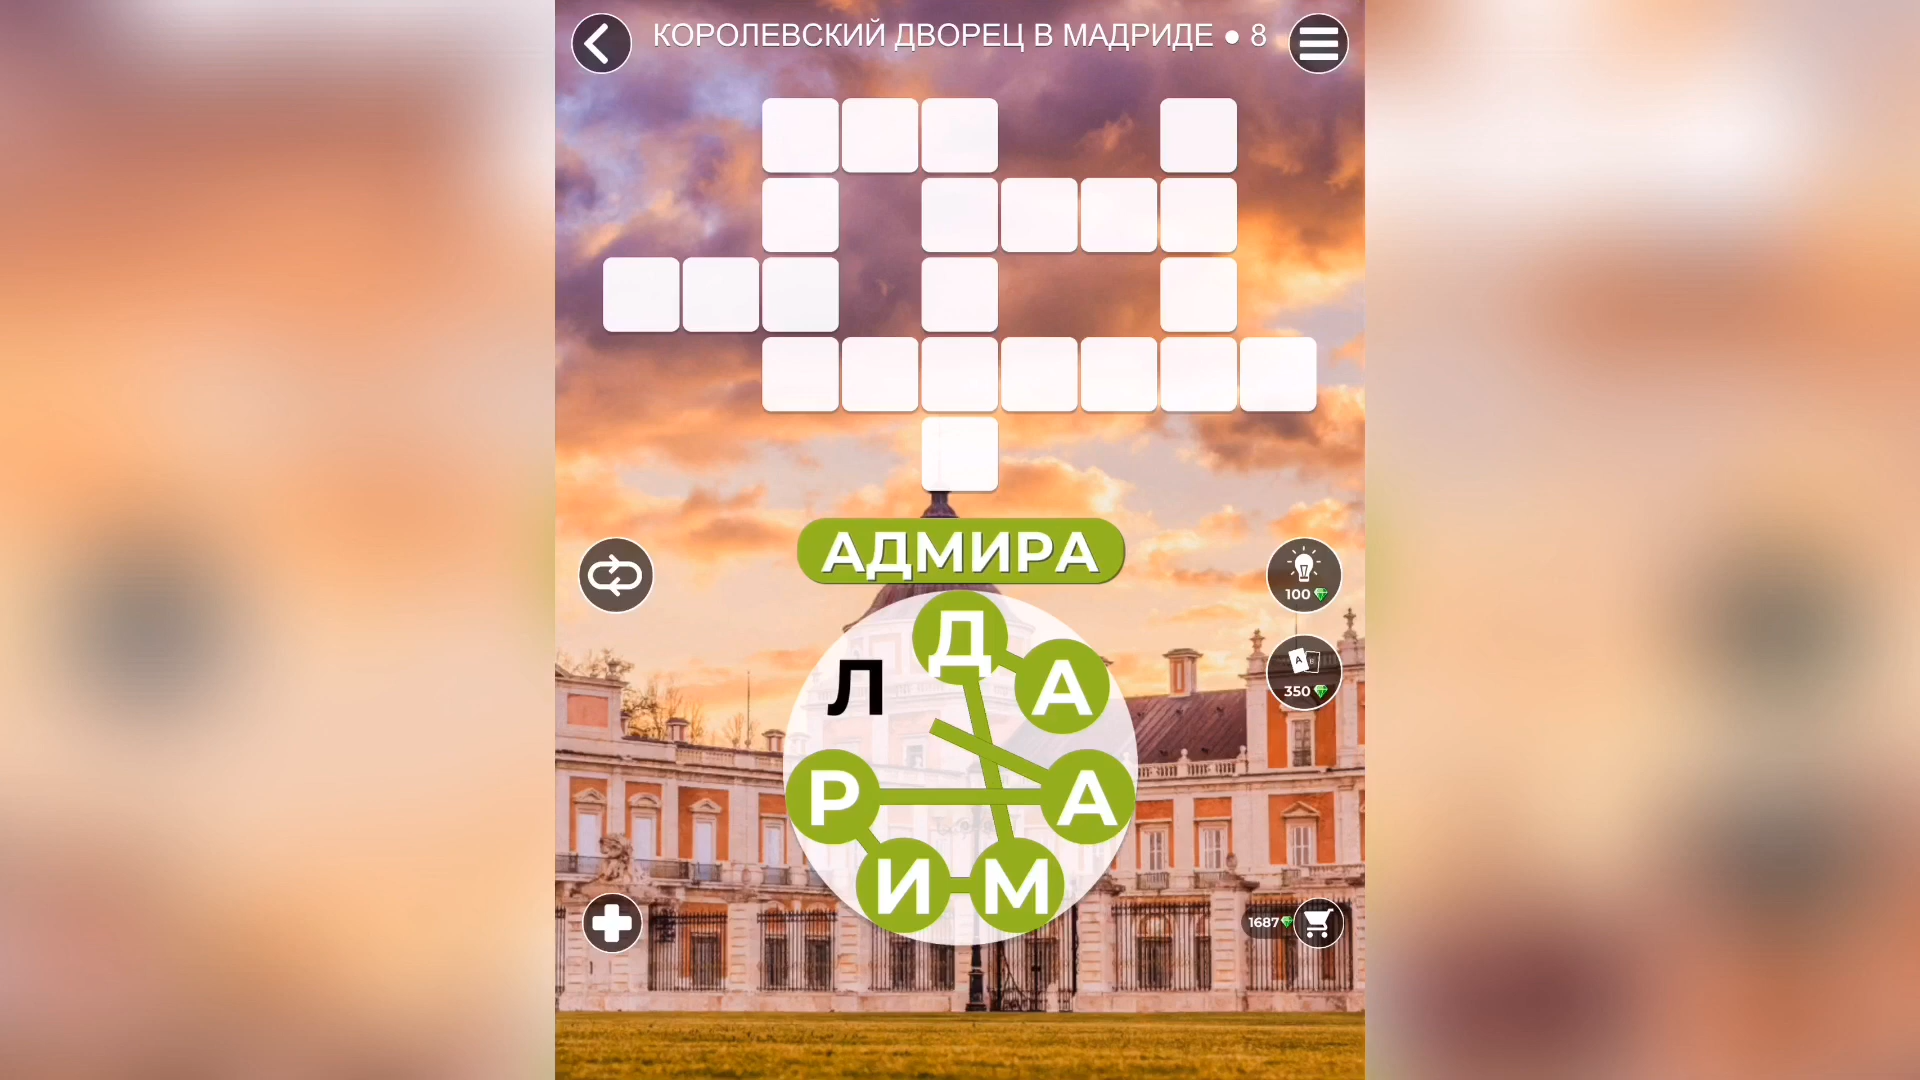 КОРОЛЕВСКИЙ ДВОРЕЦ В МАДРИДЕ ● 8
АДМИРА
100
350
Д
Л
А
Р
А
И
М
1687